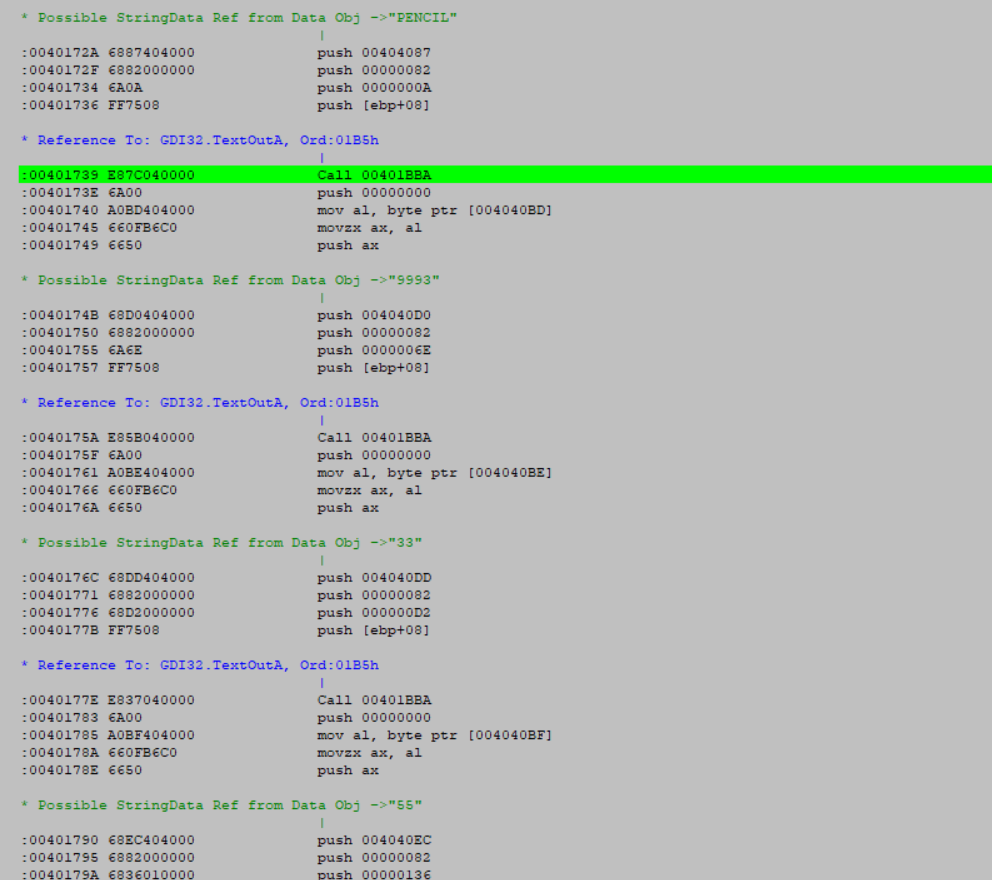 * Possible StringData Ref from Data Obj ->"PENCIL"
|
:0040172A 6887404000 push 00404087
:0040172F 6882000000 push 00000082
:00401734 6A0A push 0000000A
:00401736 FF7508 push [ebp+08]
* Reference To: GDI32.TextOutA, Ord:01B5h
|
:00401739 E87C040000 Call 00401BBA
:0040173E 6A00 push 00000000
:00401740 A0BD404000 mov al, byte ptr [004040BD]
:00401745 660FB6C0 movzx ax, al
:00401749 6650 push ax
* Possible StringData Ref from Data Obj ->"9993"
|
:0040174B 68D0404000 push 004040D0
:00401750 6882000000 push 00000082
:00401755 6A6E push 0000006E
:00401757 FF7508 push [ebp+08]
* Reference To: GDI32.TextOutA, Ord:01B5h
|
:0040175A E85B040000 Call 00401BBA
:0040175F 6A00 push 00000000
:00401761 A0BE404000 mov al, byte ptr [004040BE]
:00401766 660FB6C0 movzx ax, al
:0040176A 6650 push ax
* Possible StringData Ref from Data Obj ->"33"
|
:0040176C 68DD404000 push 004040DD
:00401771 6882000000 push 00000082
:00401776 68D2000000 push 000000D2
:0040177B FF7508 push [ebp+08]
* Reference To: GDI32.TextOutA, Ord:01B5h
|
:0040177E E837040000 Call 00401BBA
:00401783 6A00 push 00000000
:00401785 A0BF404000 mov al, byte ptr [004040BF]
:0040178A 660FB6C0 movzx ax, al
:0040178E 6650 push ax
* Possible StringData Ref from Data Obj ->"55"
|
:00401790 68EC404000 push 004040EC
:00401795 6882000000 push 00000082
:0040179A 6836010000 push 00000136